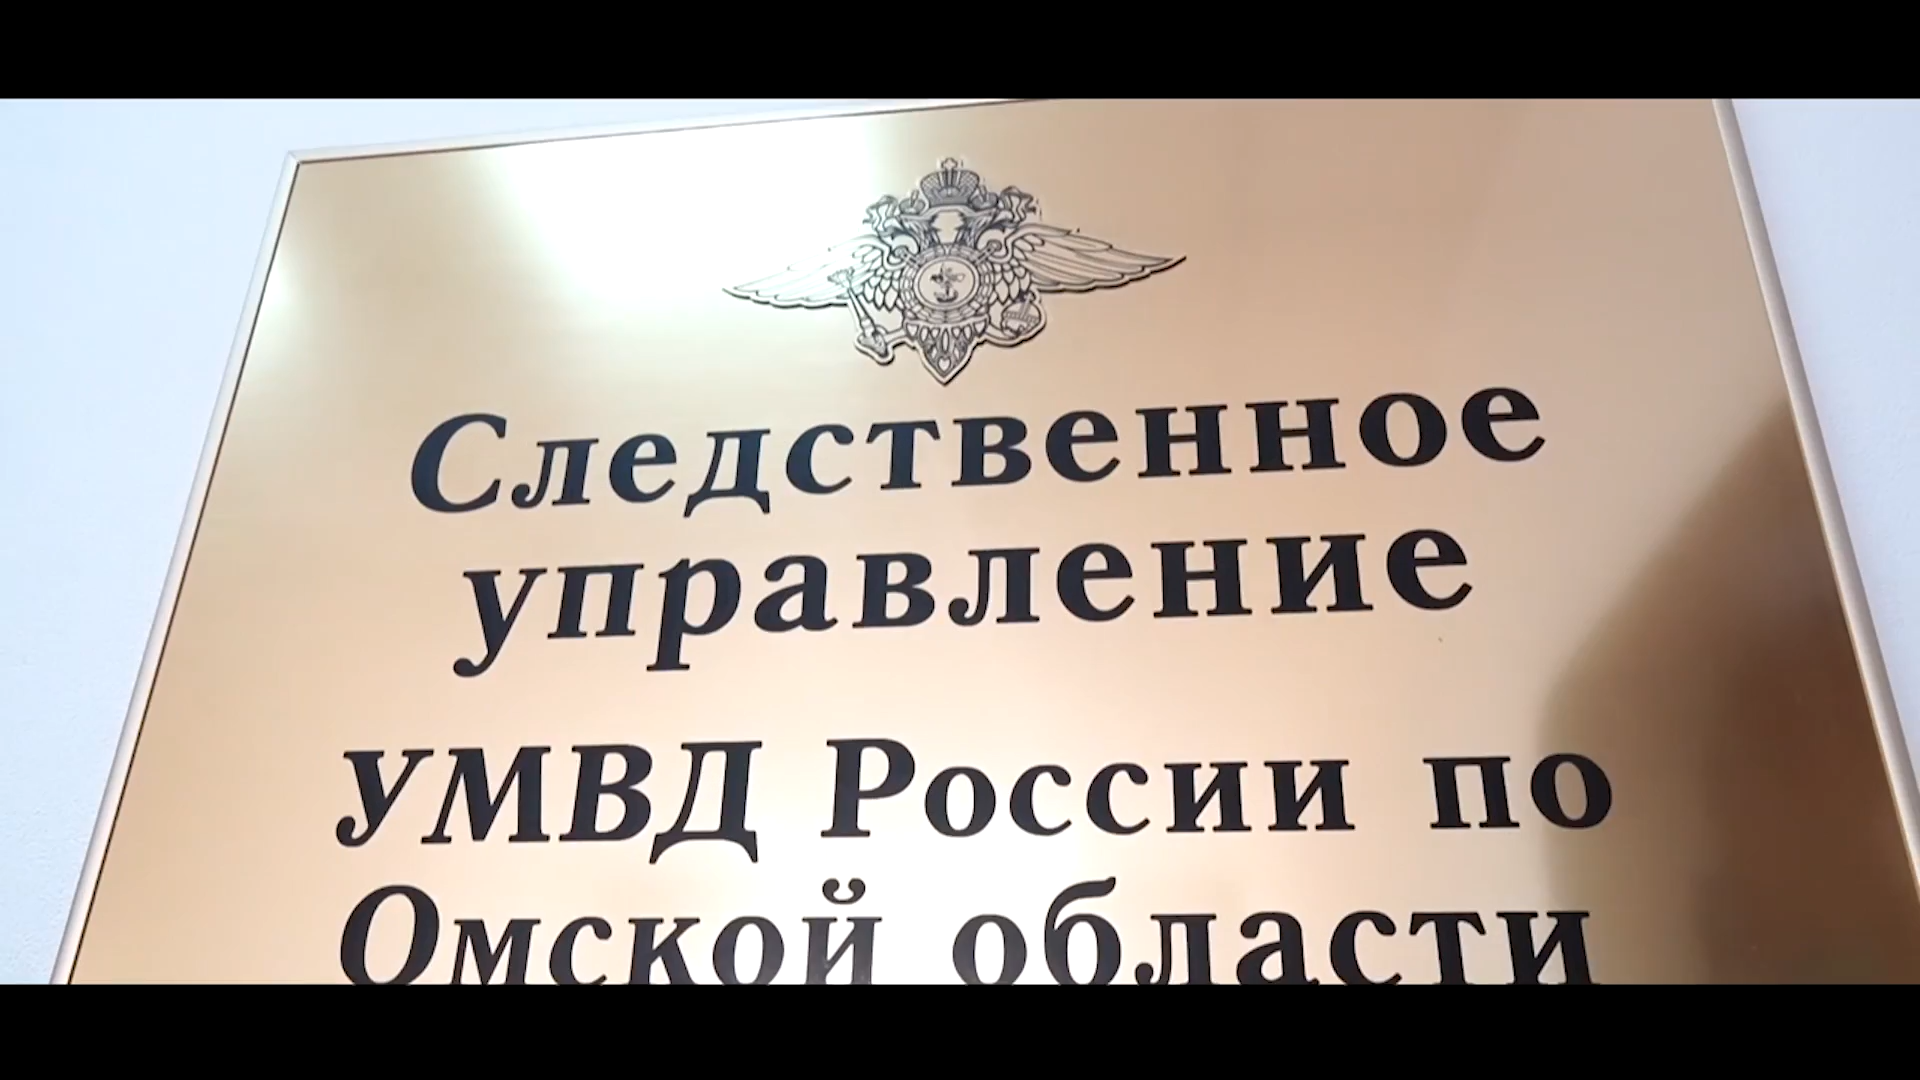 Следственное
управление
УМВД России по
Омской области